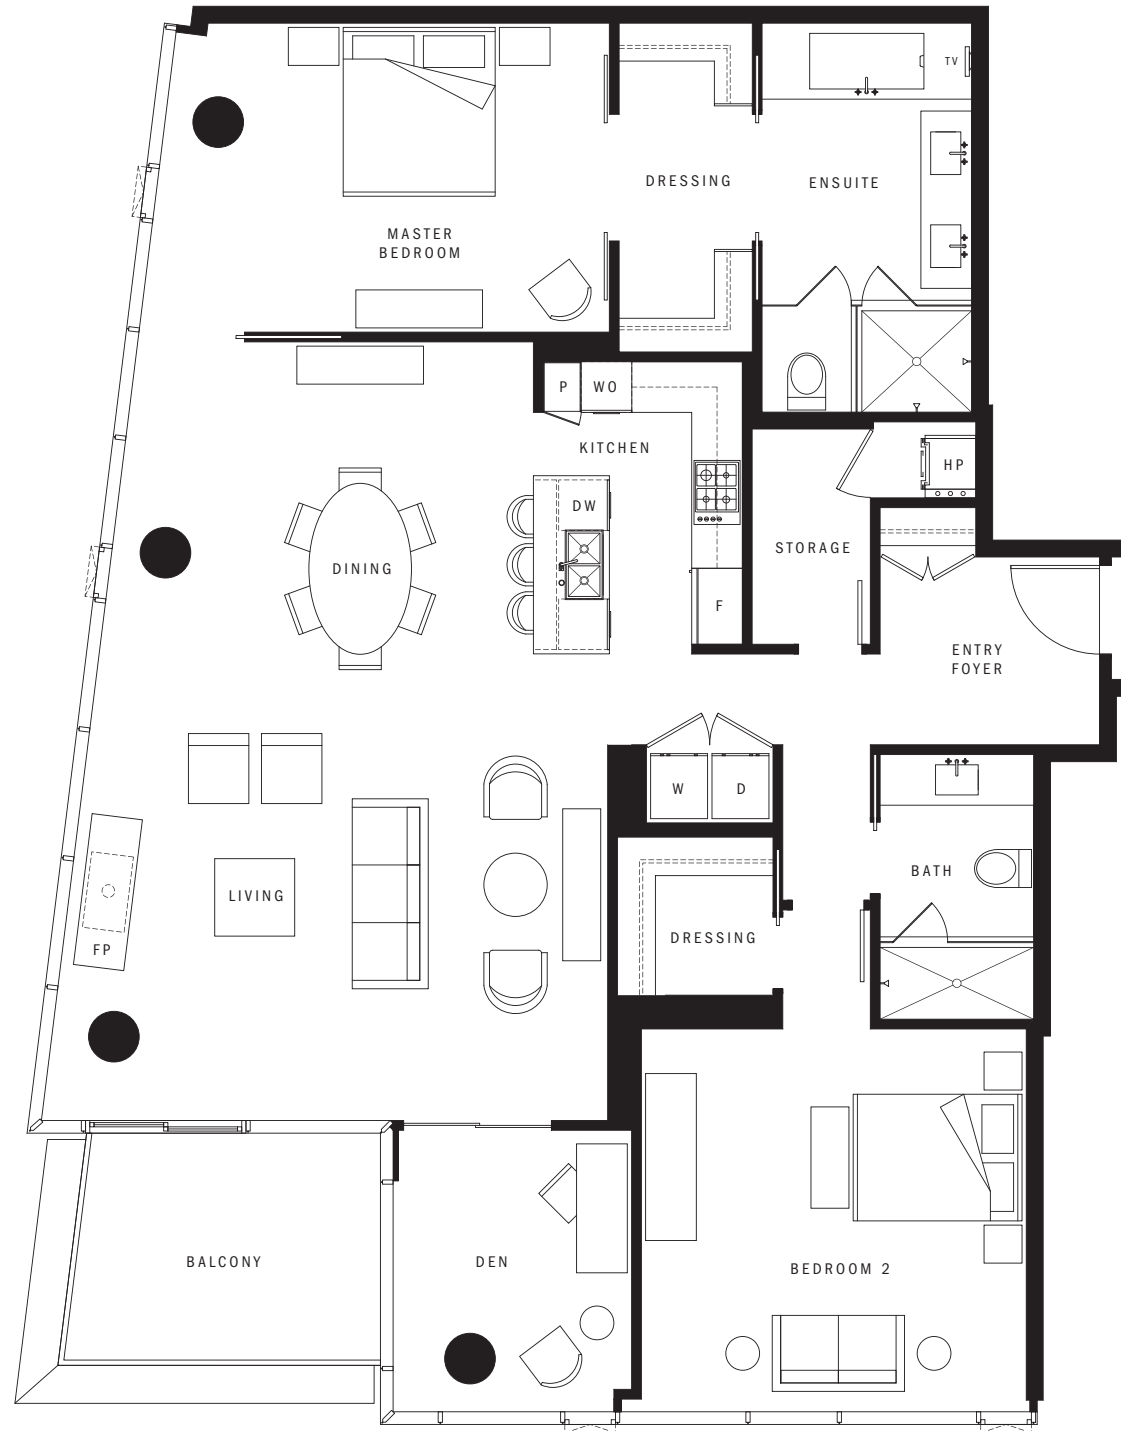 TV
DRESSING
ENSUITE
MASTER
BEDROOM
P
WO
KITCHEN
HP
DW
STORAGE
DINING
F
ENTRY
FOYER
W
D
BATH
LIVING
DRESSING
FP
BALCONY
DEN
BEDROOM 2